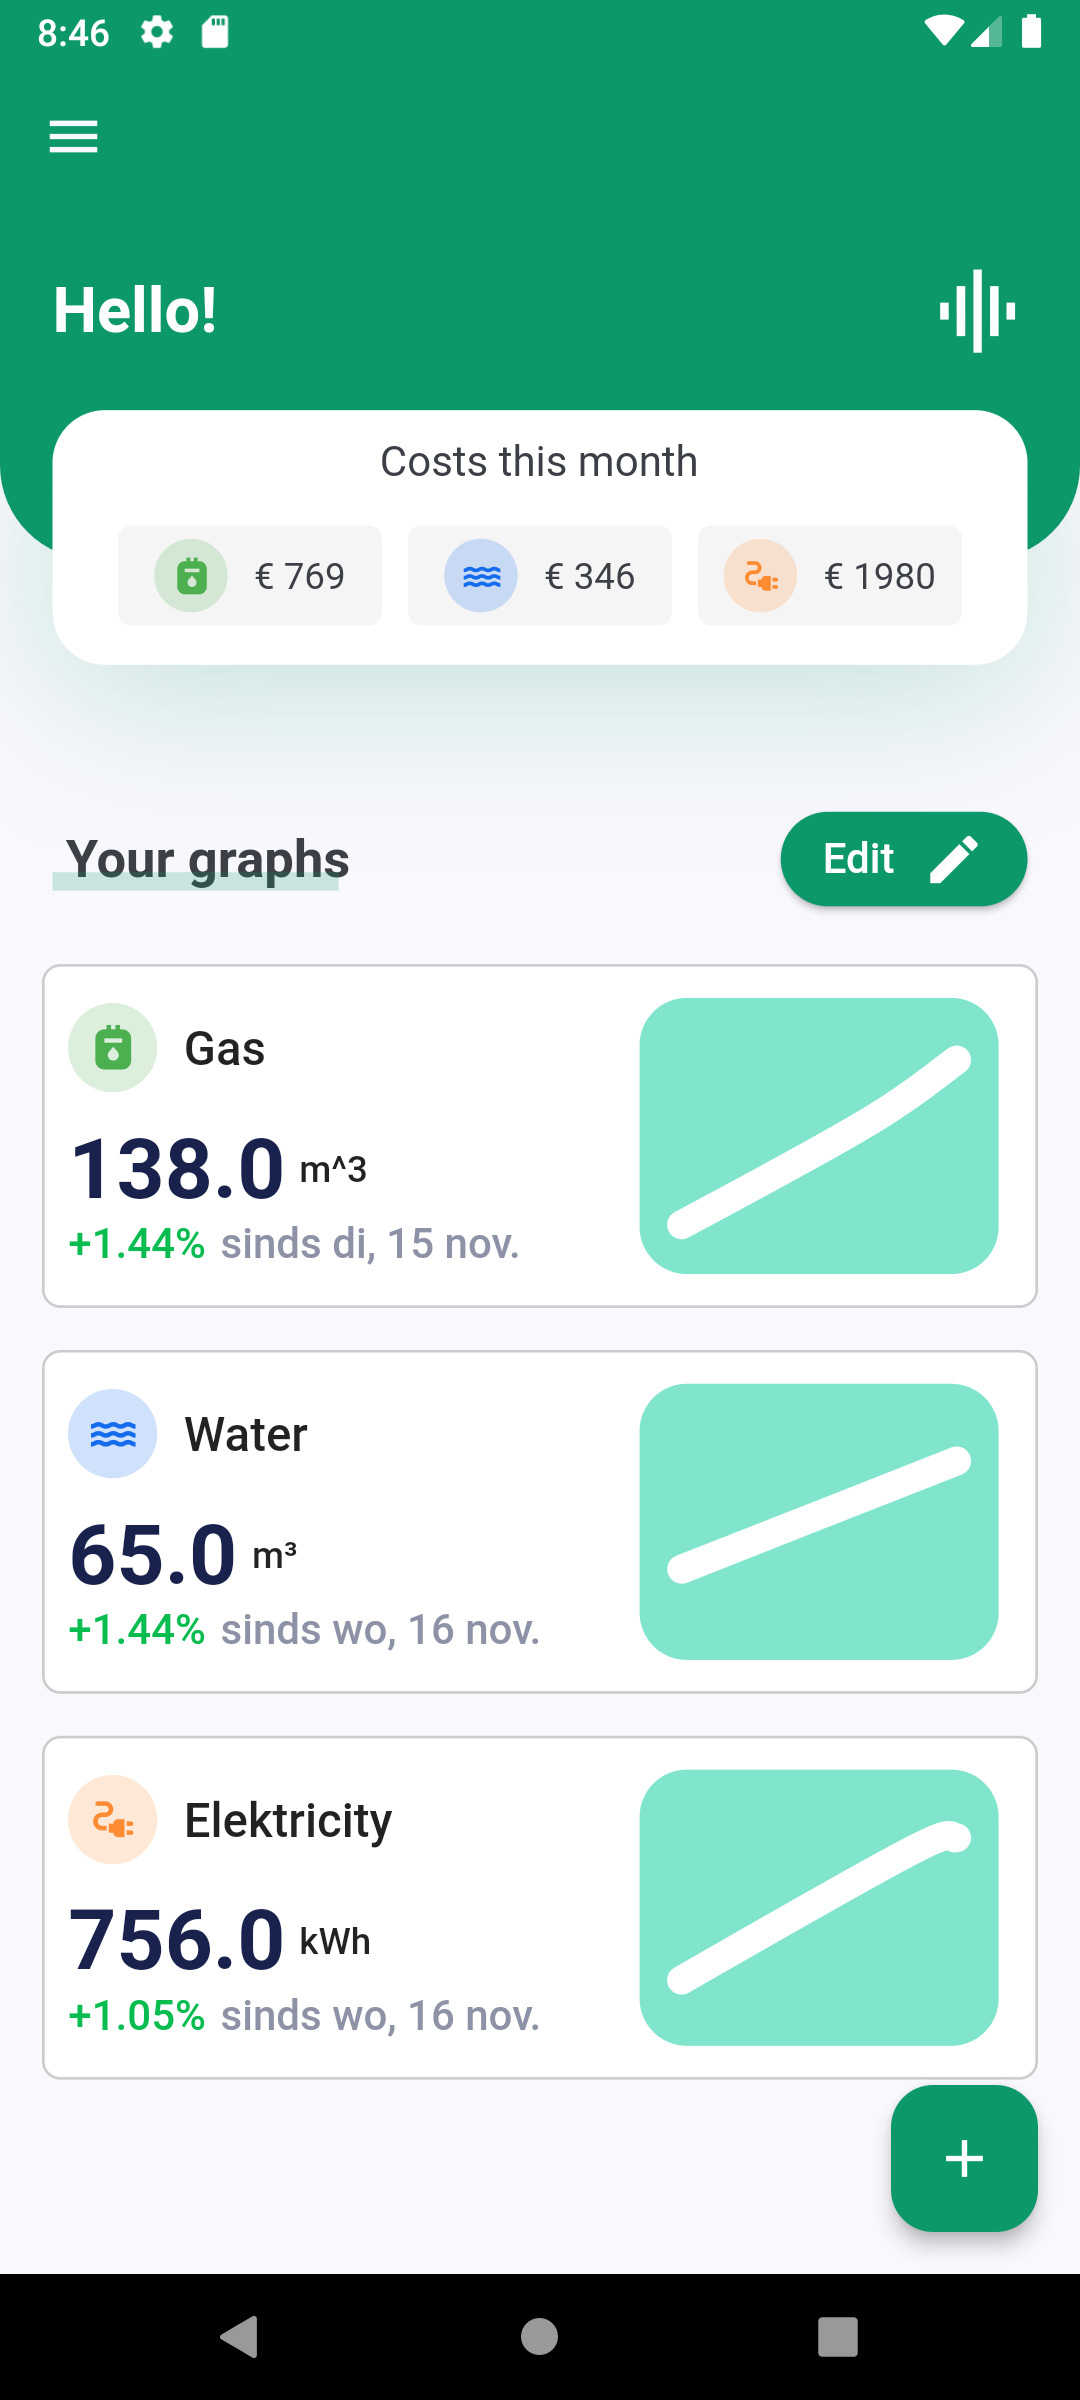 8:46
Hello!
Costs this month
€ 769
€ 346
€ 1980
Your graphs
Edit
Gas
138.0 m^3
+1.44% sinds di, 15 nov.
Water
65.0 m³
+1.44% sinds wo, 16 nov.
Elektricity
756.0 kWh
+1.05% sinds wo, 16 nov.